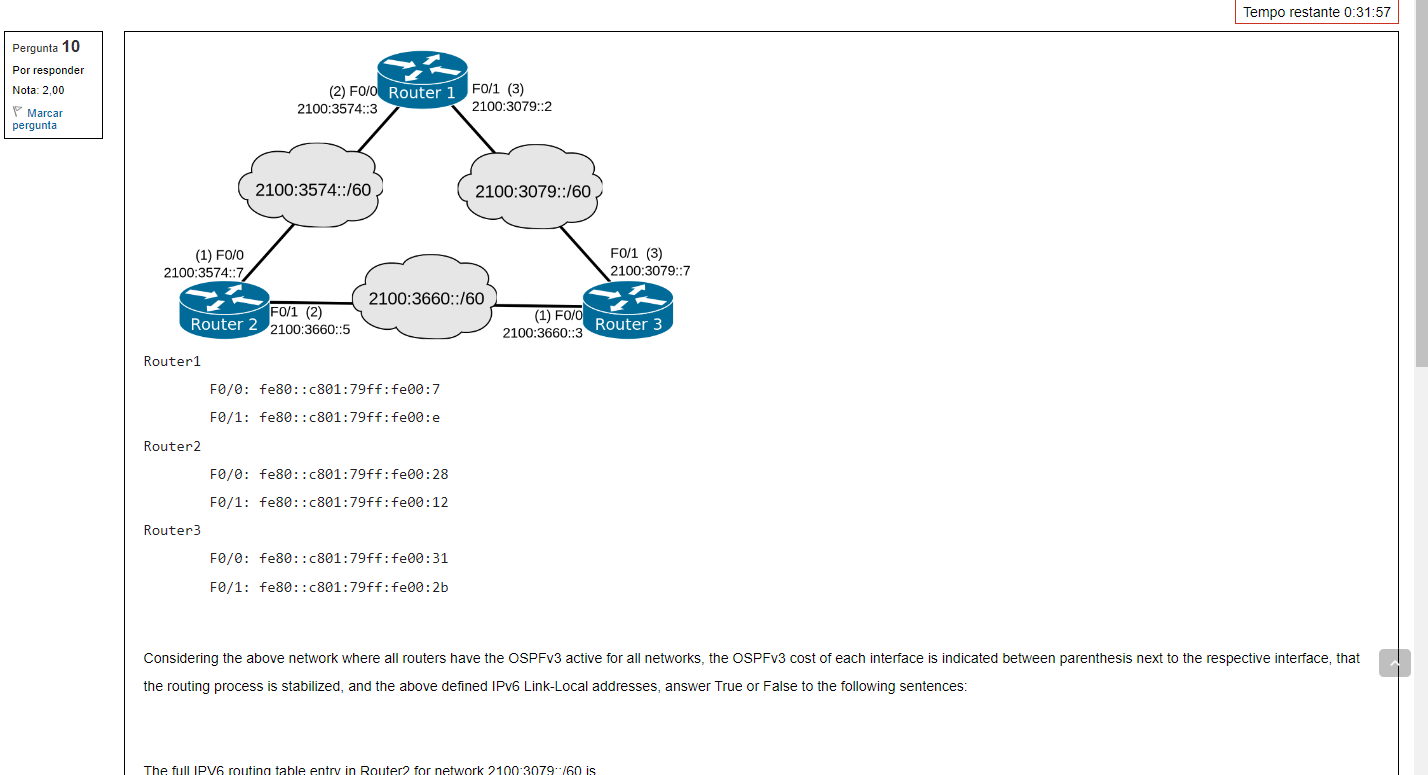 Tempo restante 0:31:57
Pergunta 10
Por responder
Nota: 2,00
Marcar
pergunta
(2) F0/0
2100:3574::3
Router 1
F0/1 (3)
2100:3079::2
2100:3574::/60
2100:3079::/60
(1) F0/0
2100:3574::7
F0/1 (3)
2100:3079::7
2100:3660::/60
Router 2
F0/1 (2)
2100:3660::5
(1) F0/0
2100:3660::3
Router 3
Router1
F0/0: fe80::c801:79ff:fe00:7
F0/1: fe80::c801:79ff:fe00:e
Router2
F0/0: fe80::c801:79ff:fe00:28
F0/1: fe80::c801:79ff:fe00:12
Router3
F0/0: fe80::c801:79ff:fe00:31
F0/1: fe80::c801:79ff:fe00:2b
Considering the above network where all routers have the OSPFv3 active for all networks, the OSPFv3 cost of each interface is indicated between parenthesis next to the respective interface, that
the routing process is stabilized, and the above defined IPv6 Link-Local addresses, answer True or False to the following sentences:
The full IPV6 routing table entry in Router2 for network 2100:3079::/60 is